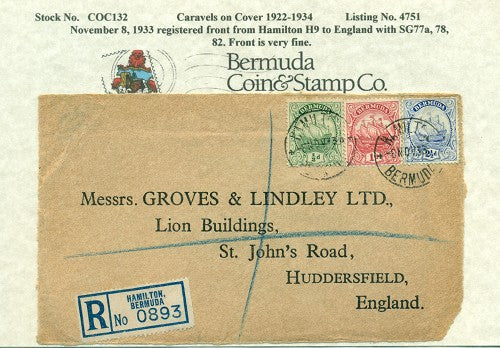 Stock No. COC132 Caravels on Cover 1922-1934 Listing No. 4751
November 8, 1933 registered front from Hamilton H9 to England with SG77a, 78,
82. Front is very fine.
Bermuda
Coin & Stamp Co.
BERMUDA BERMUDA BERMUDA
HAMILTON
BERMUDA
Messrs. GROVES & LINDLEY LTD.,
Lion Buildings,
St. John's Road,
HUDDERSFIELD,
England.
R
HAMILTON,
BERMUDA
No 0893